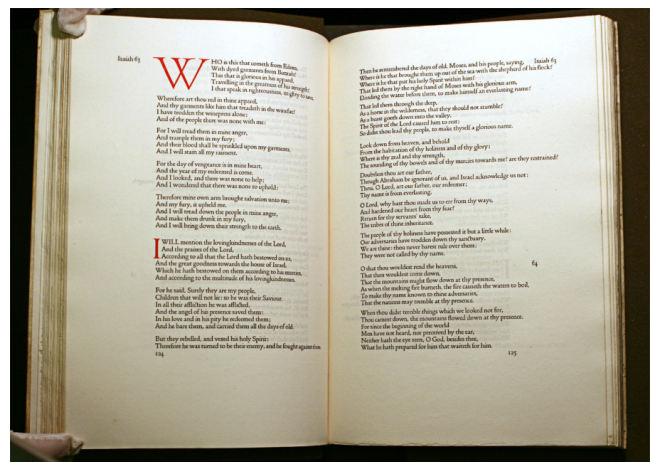 Isaiah 63
WHO is this that cometh from Edom,
With dyed garments from Bozrah?
This that is glorious in his apparel,
Travelling in the greatness of his strength?
I that speak in righteousness, mighty to save.
Wherefore art thou red in thine apparel,
And thy garments like him that treadeth in the winefat?
I have trodden the winepress alone;
And of the people there was none with me:
For I will tread them in mine anger,
And trample them in my fury;
And their blood shall be sprinkled upon my garments,
And I will stain all my raiment.
For the day of vengeance is in mine heart,
And the year of my redeemed is come.
And I looked, and there was none to help;
And I wondered that there was none to uphold:
Therefore mine own arm brought salvation unto me;
And my fury, it upheld me.
And I will tread down the people in mine anger,
And make them drunk in my fury,
And I will bring down their strength to the earth.
I WILL mention the lovingkindnesses of the Lord,
And the praises of the Lord,
According to all that the Lord hath bestowed on us,
And the great goodness towards the house of Israel,
Which he hath bestowed on them according to his mercies,
And according to the multitude of his lovingkindnesses.
For he said, Surely they are my people,
Children that will not lie: so he was their Saviour.
In all their affliction he was afflicted,
And the angel of his presence saved them:
In his love and in his pity he redeemed them;
And he bare them, and carried them all the days of old.
But they rebelled, and vexed his holy Spirit:
Therefore he was turned to be their enemy, and he fought against them.
124
Then he remembered the days of old, Moses, and his people, saying, Isaiah 63
Where is he that brought them up out of the sea with the shepherd of his flock?
Where is he that put his holy Spirit within him?
That led them by the right hand of Moses with his glorious arm,
Dividing the water before them, to make himself an everlasting name?
That led them through the deep,
As a horse in the wilderness, that they should not stumble?
As a beast goeth down into the valley,
The Spirit of the Lord caused him to rest:
So didst thou lead thy people, to make thyself a glorious name.
Look down from heaven, and behold
From the habitation of thy holiness and of thy glory:
Where is thy zeal and thy strength,
The sounding of thy bowels and of thy mercies towards me? are they restrained?
Doubtless thou art our father,
Though Abraham be ignorant of us, and Israel acknowledge us not:
Thou, O Lord, art our father, our redeemer;
Thy name is from everlasting.
O Lord, why hast thou made us to err from thy ways,
And hardened our heart from thy fear?
Return for thy servants' sake,
The tribes of thine inheritance.
The people of thy holiness have possessed it but a little while:
Our adversaries have trodden down thy sanctuary.
We are thine: thou never barest rule over them;
They were not called by thy name.
O that thou wouldest rend the heavens, 64
That thou wouldest come down,
That the mountains might flow down at thy presence,
As when the melting fire burneth, the fire causeth the waters to boil,
To make thy name known to thine adversaries,
That the nations may tremble at thy presence.
When thou didst terrible things which we looked not for,
Thou camest down, the mountains flowed down at thy presence.
For since the beginning of the world
Men have not heard, nor perceived by the ear,
Neither hath the eye seen, O God, besides thee,
What he hath prepared for him that waiteth for him.
125